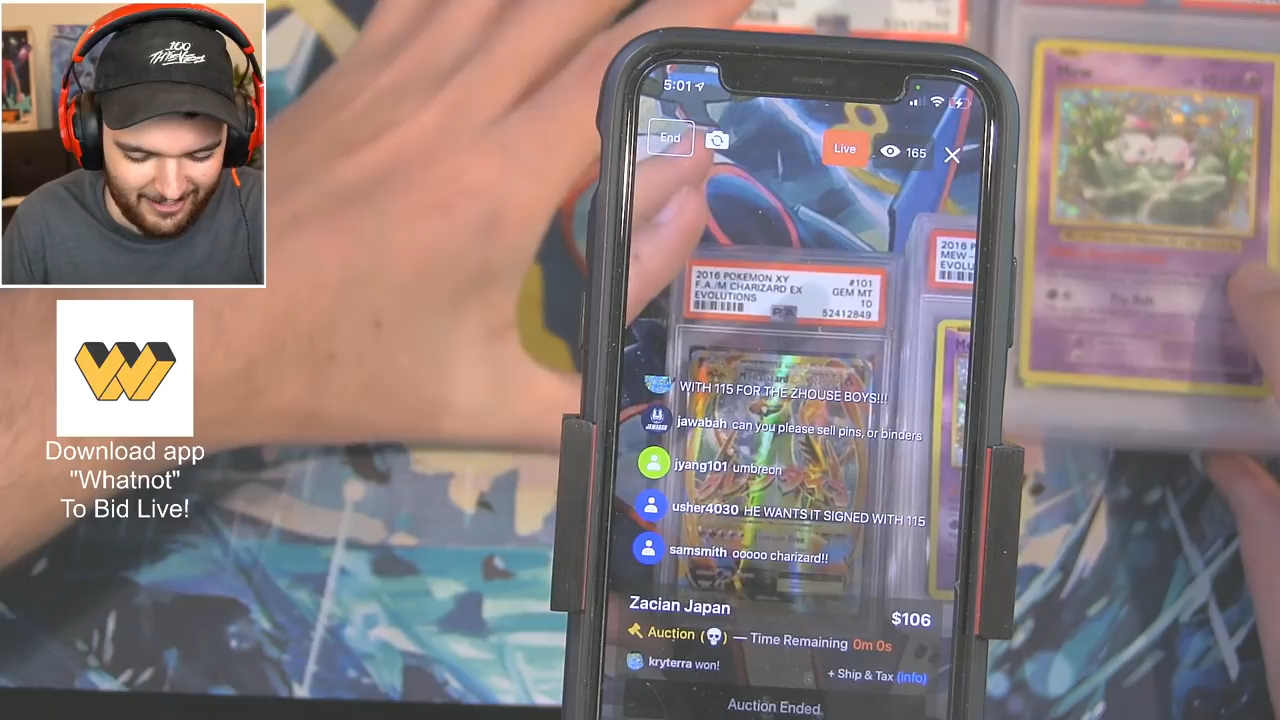 100
THIEVES
Download app
"Whatnot"
To Bid Live!
5:01
End
Live
165
2016 POKEMON XY
F.A./M CHARIZARD EX
EVOLUTIONS
#101
GEM MT
10
52412849
2016 P
MEW
EVOLU
WITH 115 FOR THE ZHOUSE BOYS!!!
jawabah can you please sell pins, or binders
jyang101 umbreon
usher4030 HE WANTS IT SIGNED WITH 115
samsmith ooooo charizard!!
Zacian Japan
$106
Auction (💀) — Time Remaining 0m 0s
kryterra won!
+ Ship & Tax (info)
Auction Ended
Mew